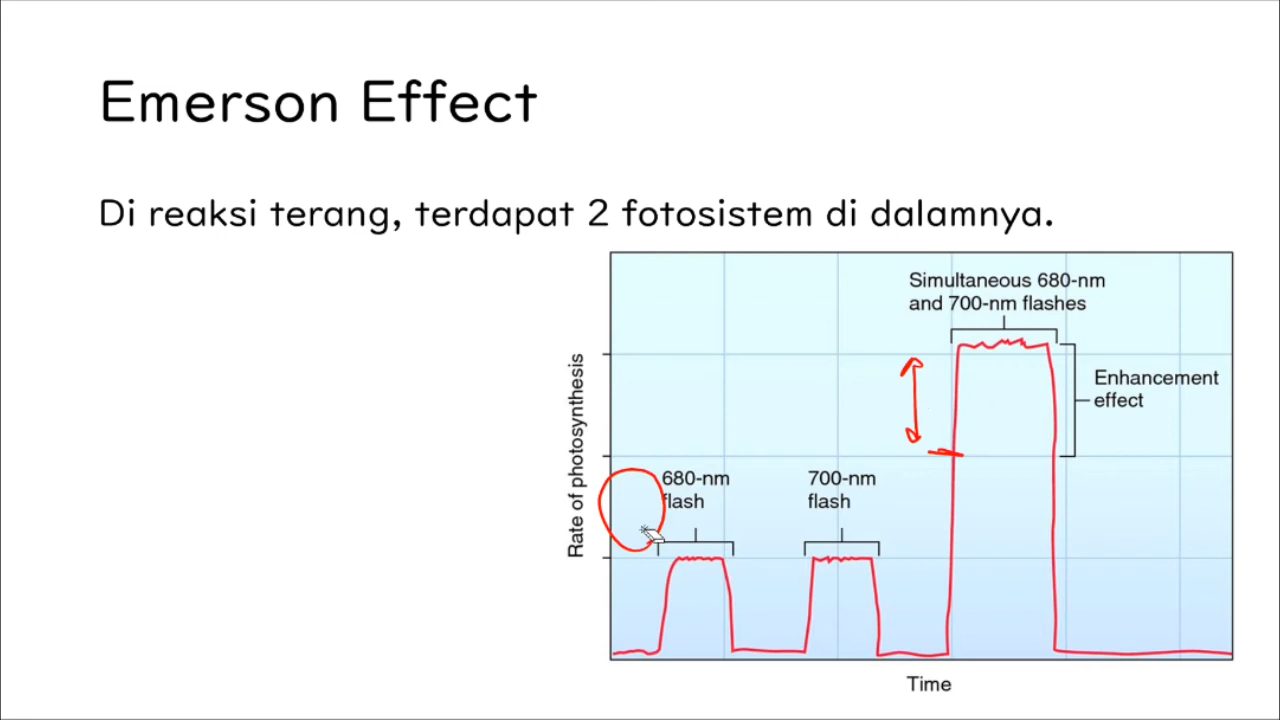 Emerson Effect
Di reaksi terang, terdapat 2 fotosistem di dalamnya.
Simultaneous 680-nm
and 700-nm flashes
Enhancement
effect
Rate of photosynthesis
680-nm
flash
700-nm
flash
Time